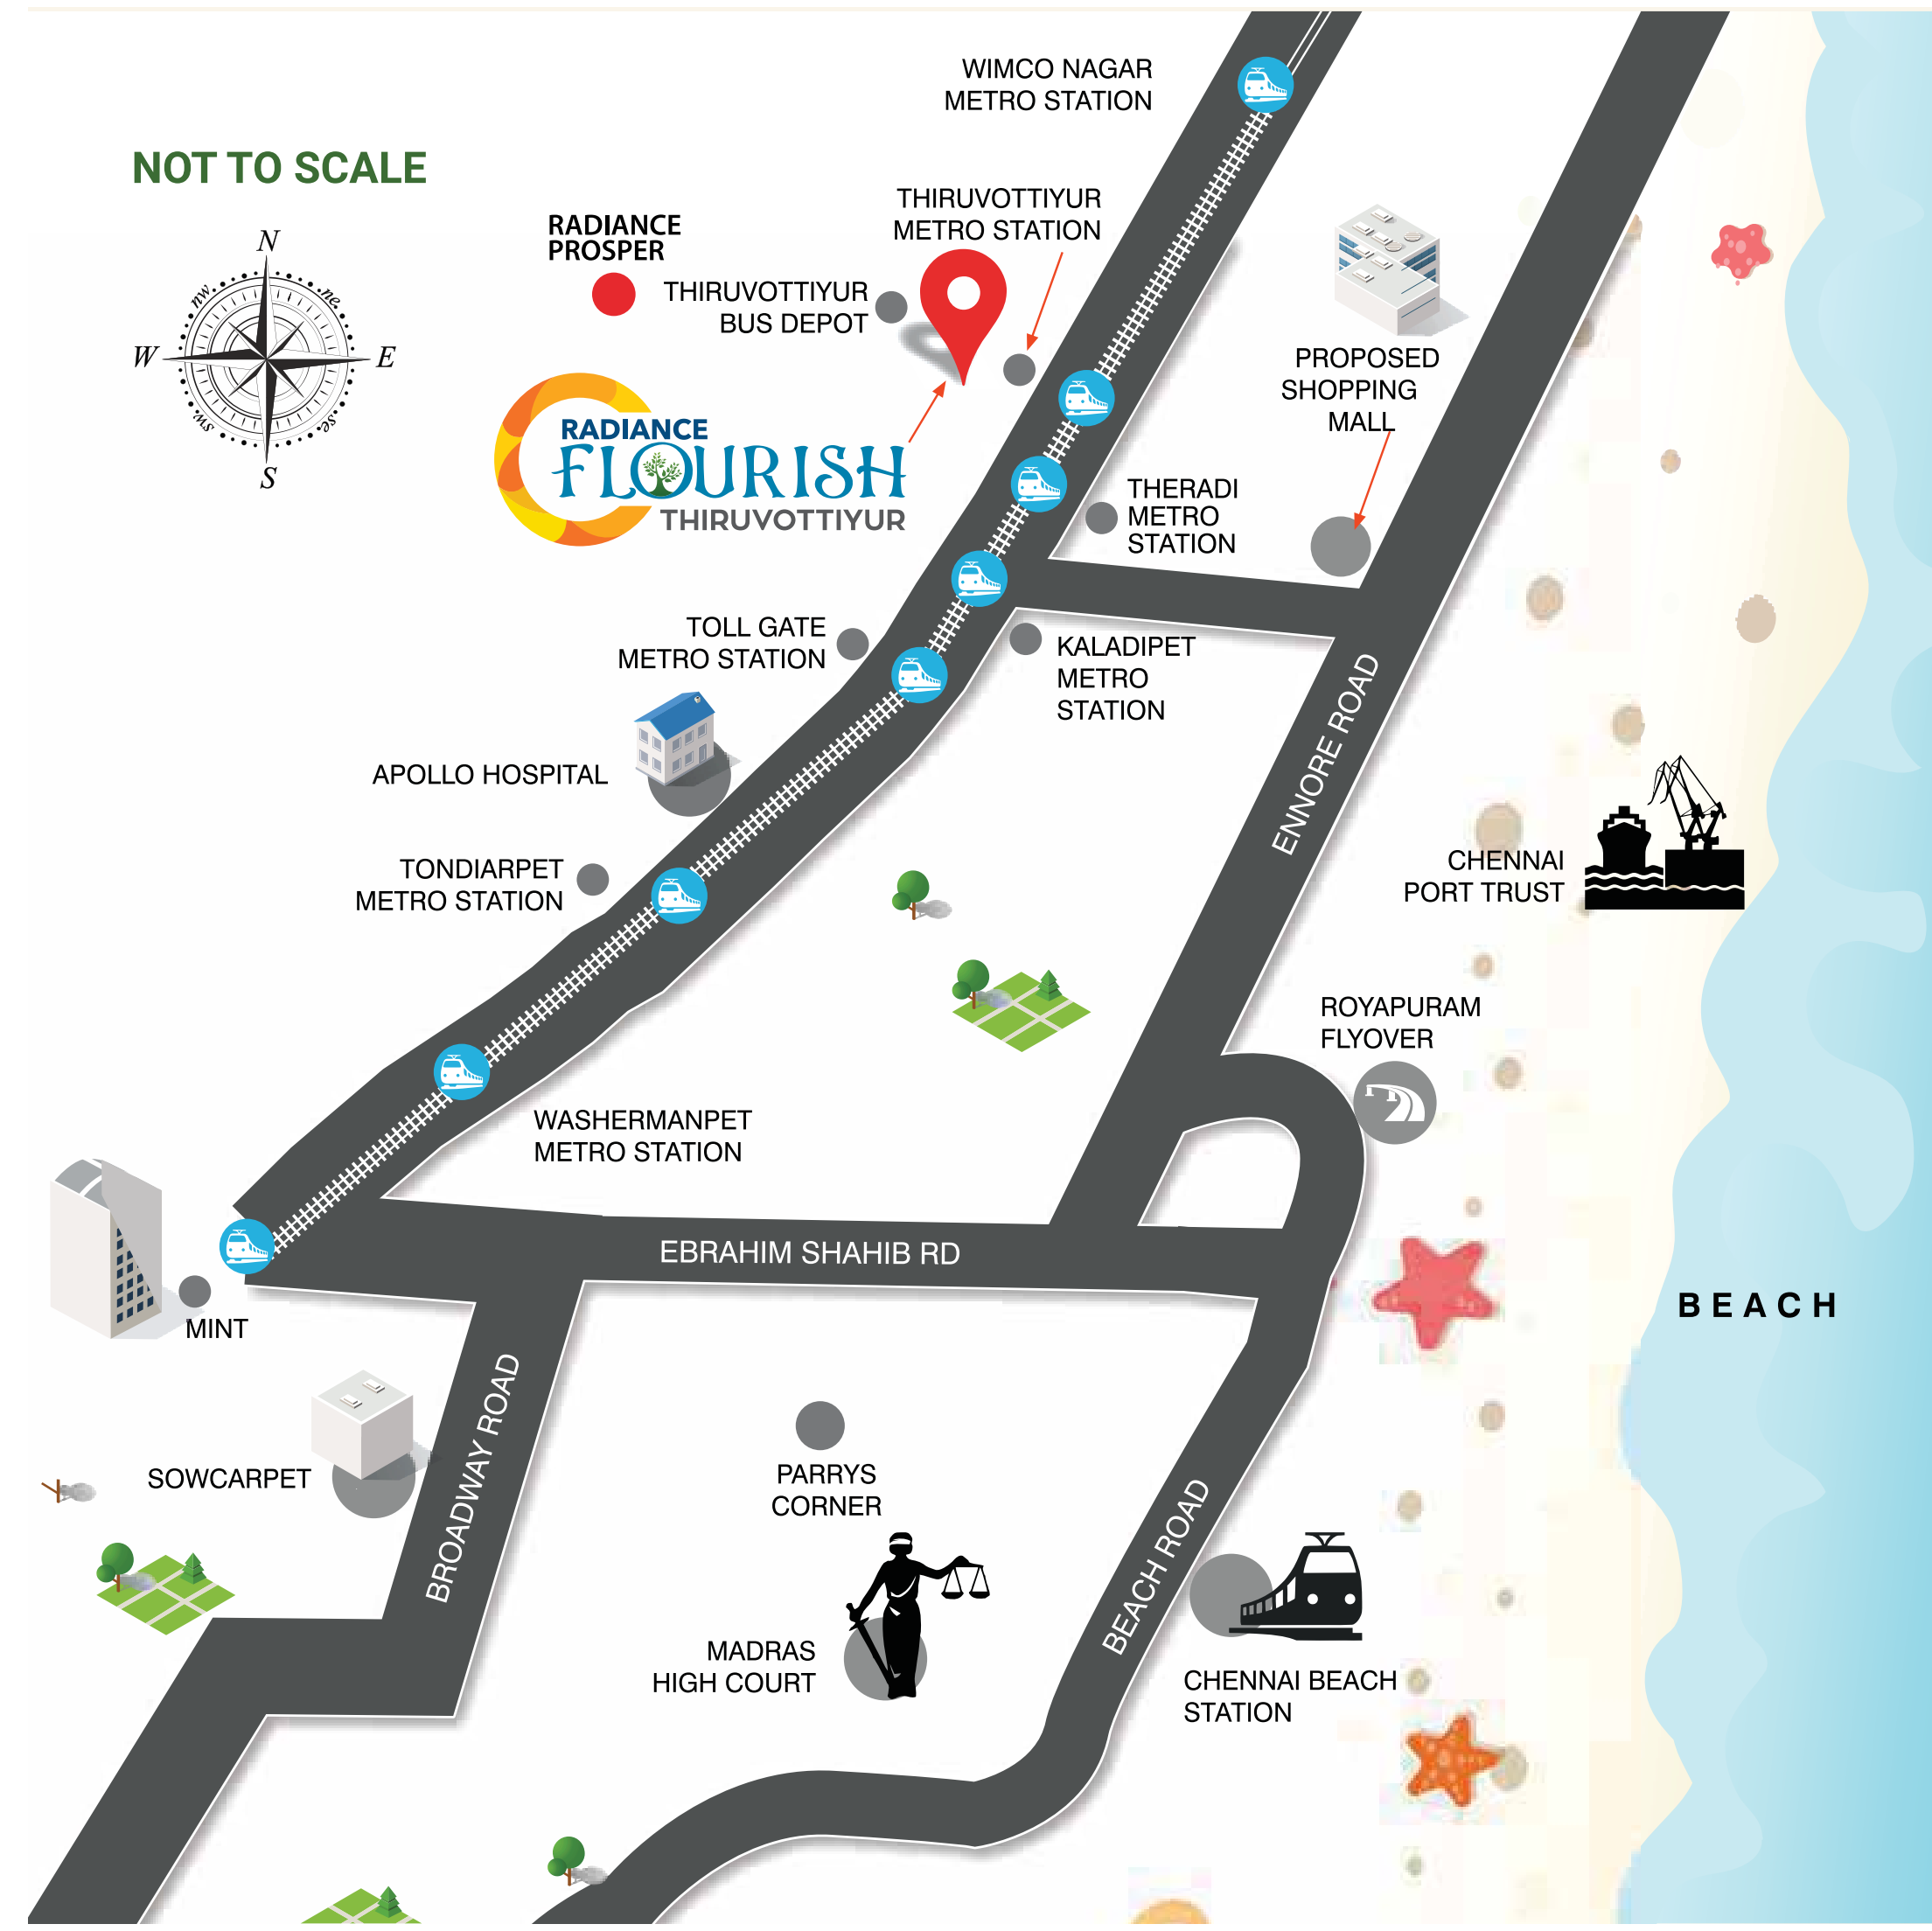 WIMCO NAGAR
METRO STATION
NOT TO SCALE
N
nw
ne
W
E
sw
se
S
RADIANCE
PROSPER
THIRUVOTTIYUR
METRO STATION
THIRUVOTTIYUR
BUS DEPOT
RADIANCE
FLOURISH
THIRUVOTTIYUR
PROPOSED
SHOPPING
MALL
THERADI
METRO
STATION
TOLL GATE
METRO STATION
KALADIPET
METRO
STATION
ENNORE ROAD
APOLLO HOSPITAL
TONDIARPET
METRO STATION
CHENNAI
PORT TRUST
ROYAPURAM
FLYOVER
WASHERMANPET
METRO STATION
EBRAHIM SHAHIB RD
BEACH
MINT
BROADWAY ROAD
SOWCARPET
PARRYS
CORNER
BEACH ROAD
MADRAS
HIGH COURT
CHENNAI BEACH
STATION